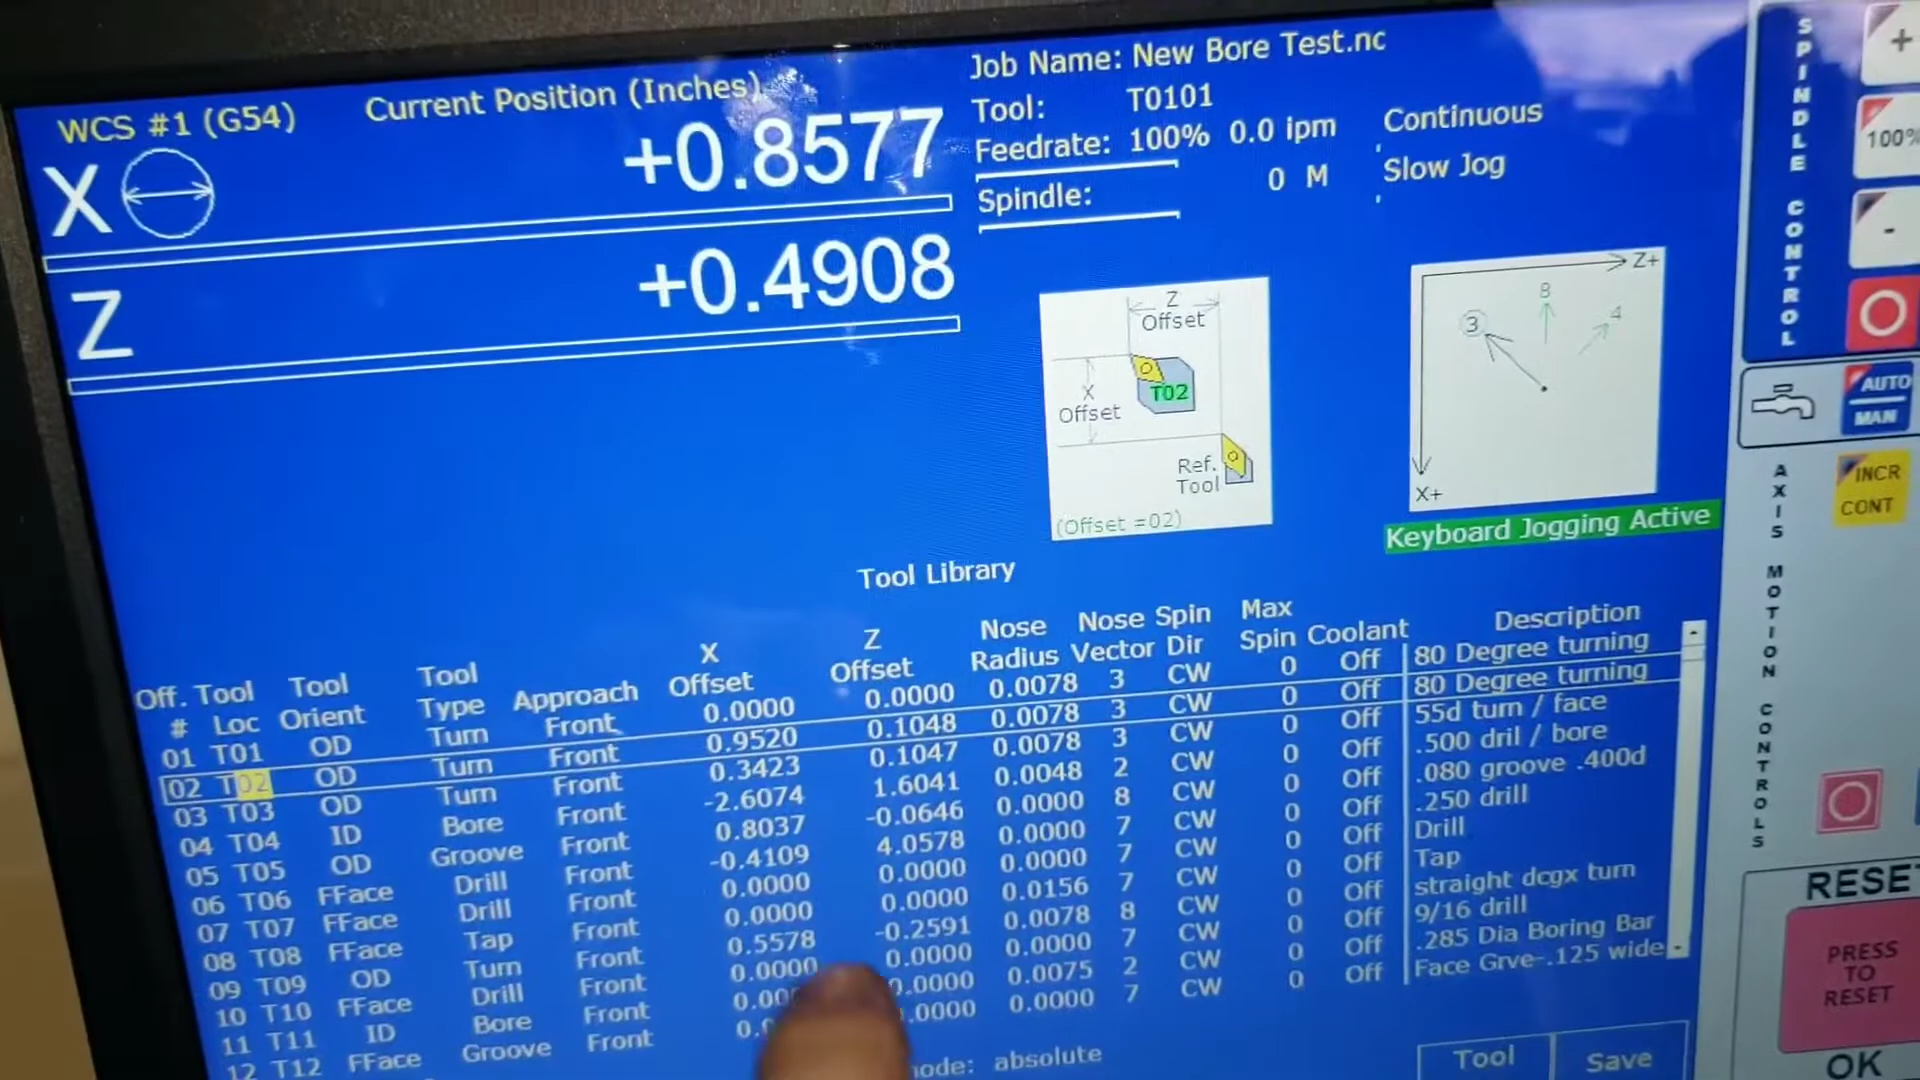 WCS #1 (G54) Current Position (Inches)
X +0.8577
Z +0.4908
Job Name: New Bore Test.nc
Tool: T0101
Feedrate: 100% 0.0 ipm
Spindle: 0 M
Continuous
Slow Jog
Z
Offset
X
Offset
T02
Ref.
Tool
(Offset =02)
Z+
8
3
4
X+
Keyboard Jogging Active
Tool Library
Off. Tool Tool Tool X Z Nose Nose Spin Max
# Loc Orient Type Approach Offset Offset Radius Vector Dir Spin Coolant Description
01 T01 OD Turn Front 0.0000 0.0000 0.0078 3 CW 0 Off 80 Degree turning
02 T02 OD Turn Front 0.9520 0.1048 0.0078 3 CW 0 Off 80 Degree turning
03 T03 OD Turn Front 0.3423 0.1047 0.0078 3 CW 0 Off 55d turn / face
04 T04 ID Bore Front -2.6074 1.6041 0.0048 2 CW 0 Off .500 dril / bore
05 T05 OD Groove Front 0.8037 -0.0646 0.0000 8 CW 0 Off .080 groove .400d
06 T06 FFace Drill Front -0.4109 4.0578 0.0000 7 CW 0 Off .250 drill
07 T07 FFace Drill Front 0.0000 0.0000 0.0000 7 CW 0 Off Drill
08 T08 FFace Tap Front 0.0000 0.0000 0.0156 7 CW 0 Off Tap
09 T09 OD Turn Front 0.5578 -0.2591 0.0078 8 CW 0 Off straight dcgx turn
10 T10 FFace Drill Front 0.0000 0.0000 0.0000 7 CW 0 Off 9/16 drill
11 T11 ID Bore Front 0.00 0.0000 0.0075 2 CW 0 Off .285 Dia Boring Bar
12 T12 FFace Groove Front 0.0 .0000 0.0000 7 CW 0 Off Face Grve-.125 wide
absolute
Tool
Save
SPINDLE CONTROL
+
100%
-
AUTO
MAN
AXIS MOTION CONTROLS
INCR
CONT
RESET
PRESS
TO
RESET
OK